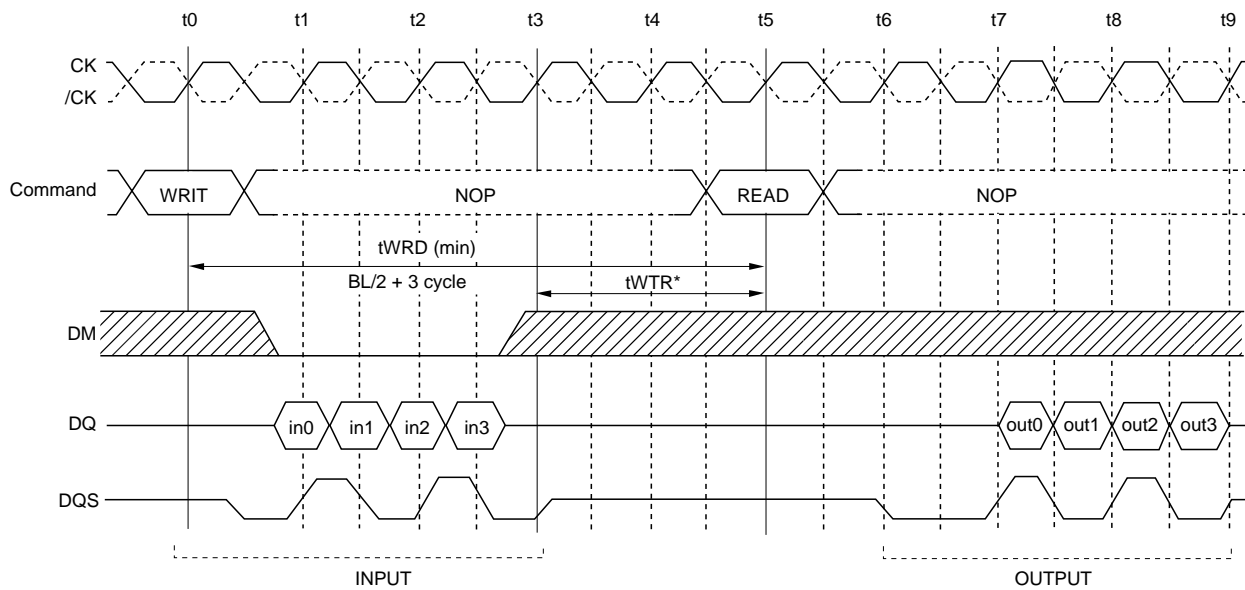 t0 t1 t2 t3 t4 t5 t6 t7 t8 t9
CK
/CK
Command WRIT NOP READ NOP
tWRD (min)
BL/2 + 3 cycle tWTR*
DM
DQ in0 in1 in2 in3 out0 out1 out2 out3
DQS
INPUT OUTPUT